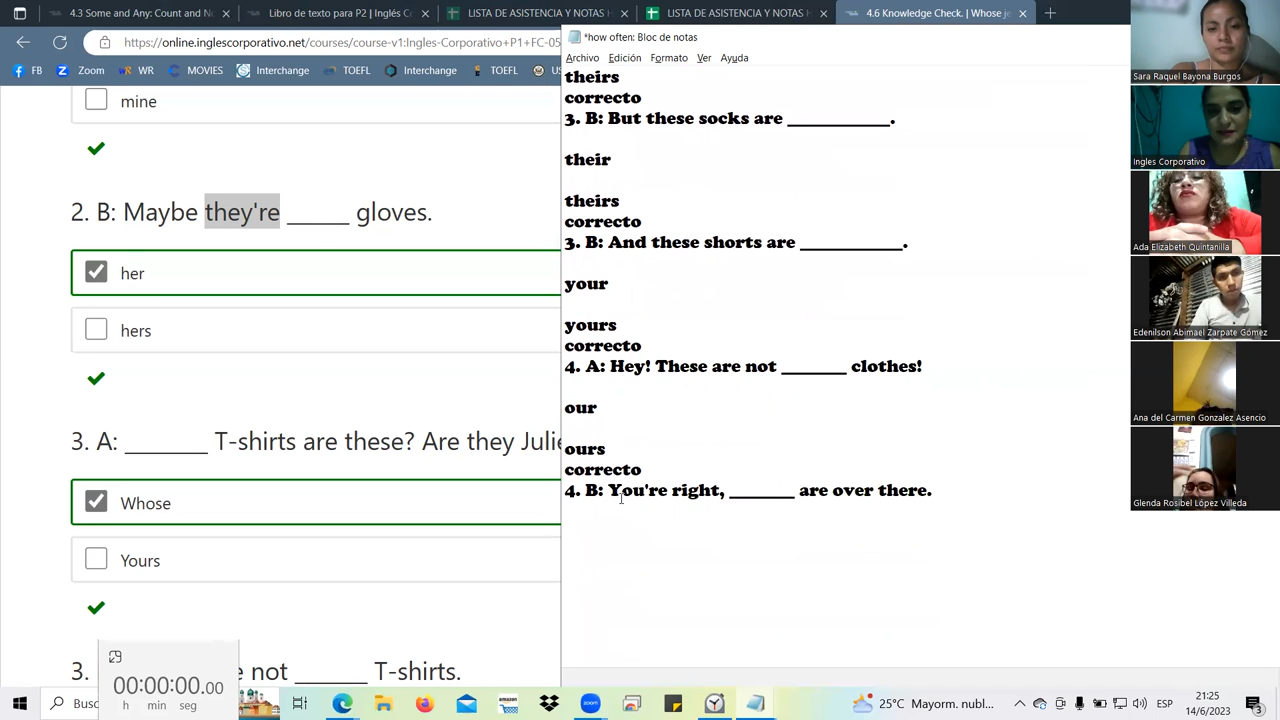 4.3 Some Any Count and N
Libro de texto para P2 | Inglés C
LISTA DE ASISTENCIA Y NOTAS H
LISTA DE ASISTENCIA Y NOTAS H
4.6 Knowledge Check. | Whose je
https://online.inglescorporativo.net/courses/course-v1:Ingles-Corporativo+P1+FC-05
FB Zoom WR MOVIES Interchange TOEFL Interchange TOEFL
mine
2. B: Maybe they're ______ gloves.
her
hers
3. A: ________ T-shirts are these? Are they Julie
Whose
Yours
3.
not _______ T-shirts.
00:00:00.00
h min seg
*how often: Bloc de notas
Archivo Edición Formato Ver Ayuda
theirs
correcto
3. B: But these socks are ___________.
their
theirs
correcto
3. B: And these shorts are ___________.
your
yours
correcto
4. A: Hey! These are not _______ clothes!
our
ours
correcto
4. B: You're right, _______ are over there.
Sara Raquel Bayona Burgos
Ingles Corporativo
Ada Elizabeth Quintanilla
Edenilson Abimael Zarpate Gómez
Ana del Carmen Gonzalez Asencio
Glenda Rosibel López Villeda
Busc
amazon
zoom
25°C Mayorm. nubl...
ESP
21:25
14/6/2023
3